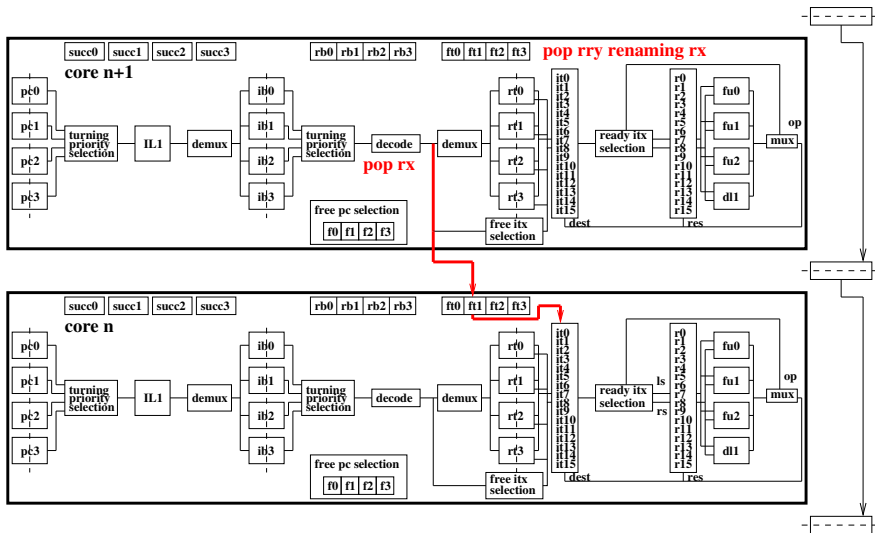 succ0 succ1 succ2 succ3 rb0 rb1 rb2 rb3 ft0 ft1 ft2 ft3 pop rry renaming rx
core n+1
pc0
pc1
pc2
pc3
turning
priority
selection
IL1
demux
ib0
ib1
ib2
ib3
turning
priority
selection
decode
pop rx
free pc selection
f0 f1 f2 f3
demux
rt0
rt1
rt2
rt3
free itx
selection
it0
it1
it2
it3
it4
it5
it6
it7
it8
it9
it10
it11
it12
it13
it14
it15
dest
ready itx
selection
r0
r1
r2
r3
r4
r5
r6
r7
r8
r9
r10
r11
r12
r13
r14
r15
res
fu0
fu1
fu2
dl1
op
mux
succ0 succ1 succ2 succ3 rb0 rb1 rb2 rb3 ft0 ft1 ft2 ft3
core n
pc0
pc1
pc2
pc3
turning
priority
selection
IL1
demux
ib0
ib1
ib2
ib3
turning
priority
selection
decode
free pc selection
f0 f1 f2 f3
demux
rt0
rt1
rt2
rt3
free itx
selection
it0
it1
it2
it3
it4
it5
it6
it7
it8
it9
it10
it11
it12
it13
it14
it15
dest
ready itx
selection
ls
rs
r0
r1
r2
r3
r4
r5
r6
r7
r8
r9
r10
r11
r12
r13
r14
r15
res
fu0
fu1
fu2
dl1
op
mux